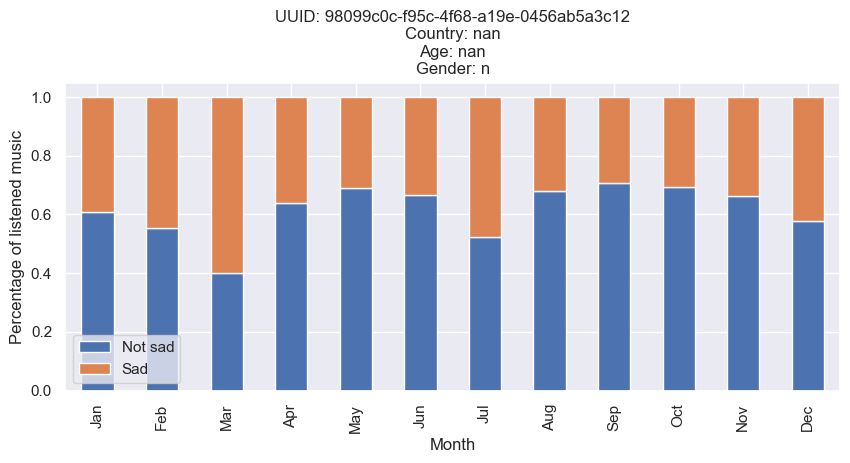 UUID: 98099c0c-f95c-4f68-a19e-0456ab5a3c12
Country: nan
Age: nan
Gender: n
Percentage of listened music
1.0
0.8
0.6
0.4
0.2
0.0
Not sad
Sad
Jan
Feb
Mar
Apr
May
Jun
Jul
Aug
Sep
Oct
Nov
Dec
Month